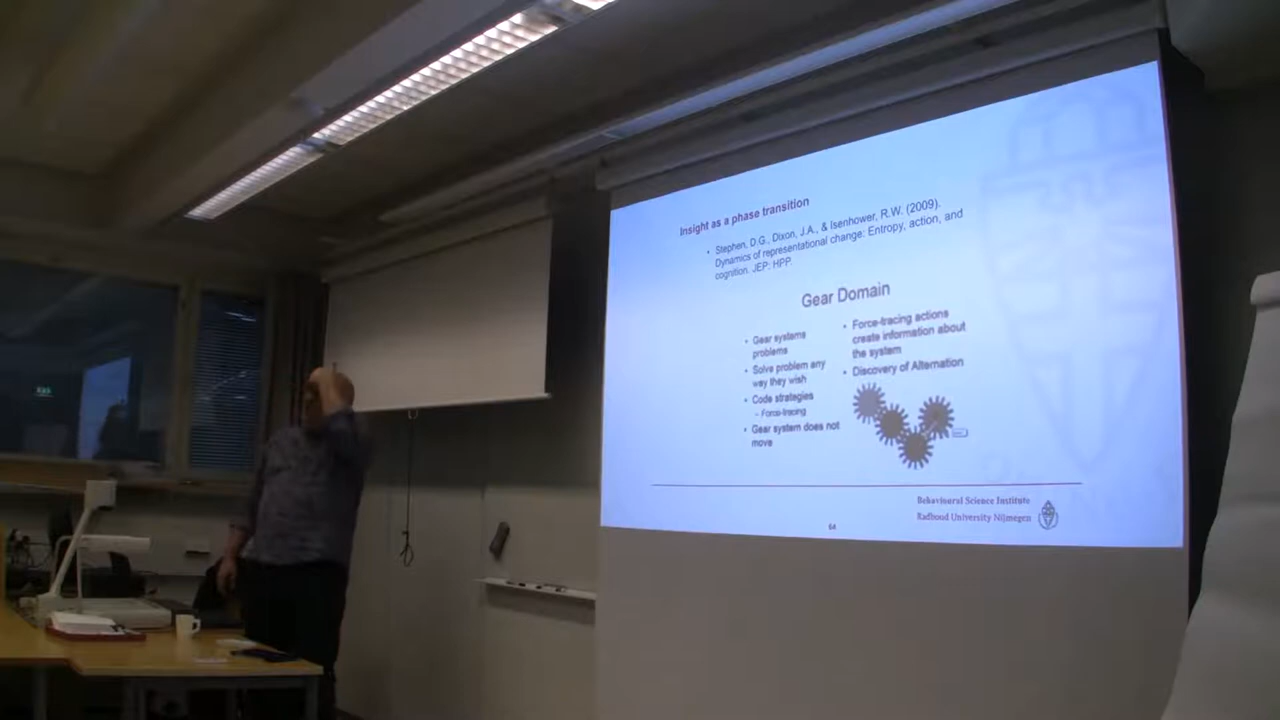 Insight as a phase transition
• Stephen, D.G., Dixon, J.A., & Isenhower, R.W. (2009).
Dynamics of representational change: Entropy, action, and
cognition. JEP: HPP.
Gear Domain
• Gear systems
problems
• Solve problem any
way they wish
• Code strategies
- Force-tracing
• Gear system does not
move
• Force-tracing actions
create information about
the system
• Discovery of Alternation
Behavioural Science Institute
Radboud University Nijmegen
64